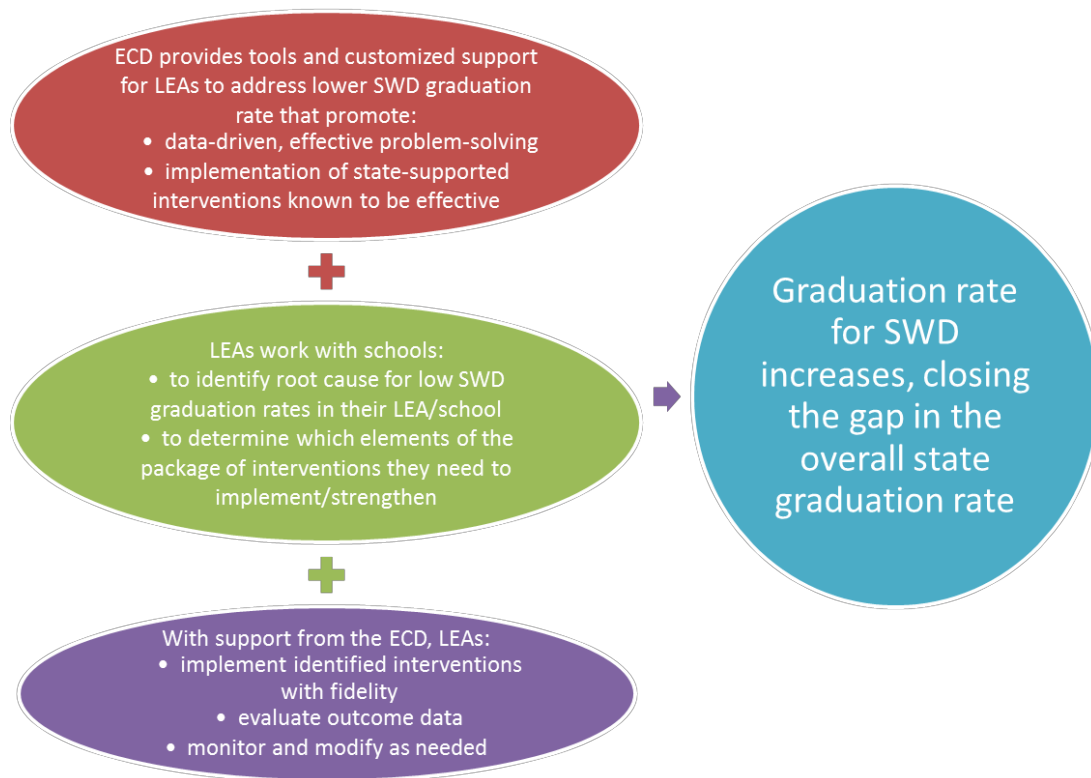 ECD provides tools and customized support
for LEAs to address lower SWD graduation
rate that promote:
• data-driven, effective problem-solving
• implementation of state-supported
interventions known to be effective
LEAs work with schools:
• to identify root cause for low SWD
graduation rates in their LEA/school
• to determine which elements of the
package of interventions they need to
implement/strengthen
With support from the ECD, LEAs:
• implement identified interventions
with fidelity
• evaluate outcome data
• monitor and modify as needed
Graduation rate
for SWD
increases, closing
the gap in the
overall state
graduation rate